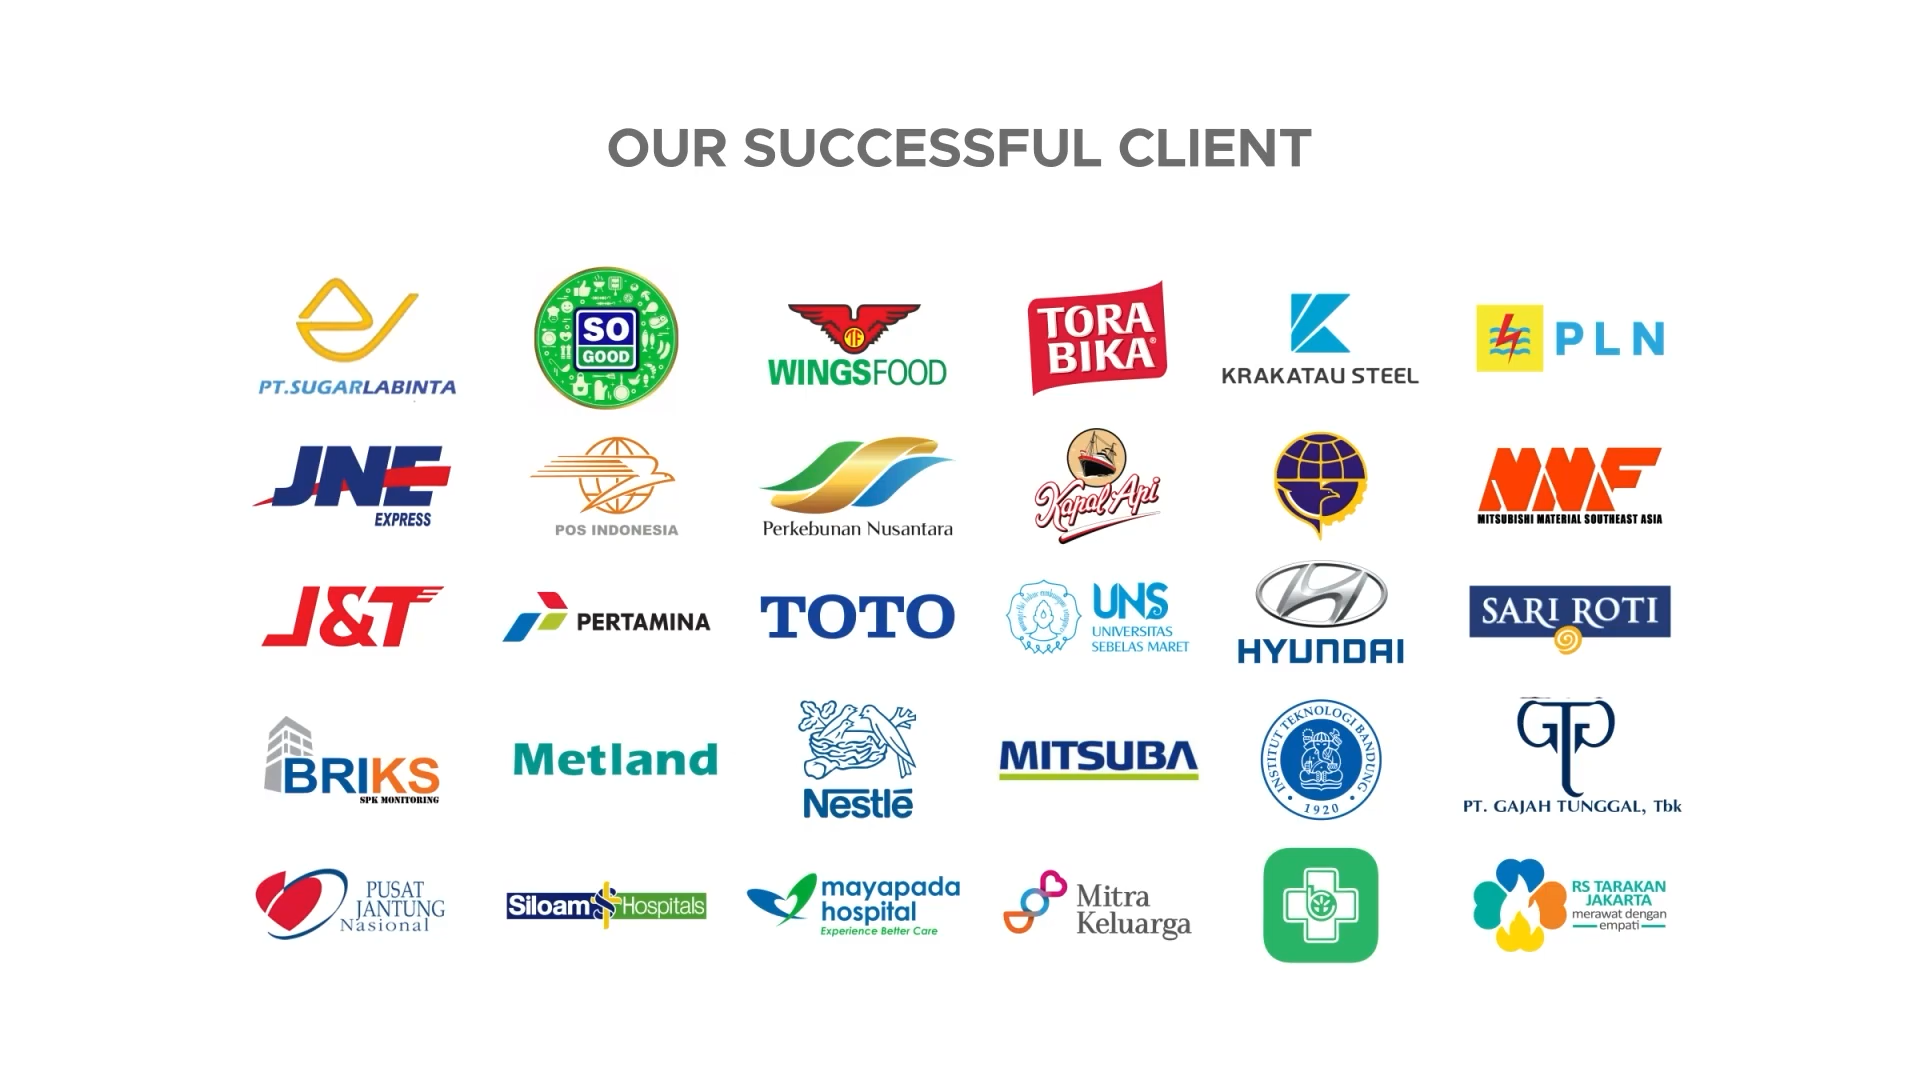 OUR SUCCESSFUL CLIENT
PT.SUGARLABINTA
SO
GOOD
WINGSFOOD
TORA
BIKA
KRAKATAU STEEL
PLN
JNE
EXPRESS
POS INDONESIA
Perkebunan Nusantara
Kapal Api
MMF
MITSUBISHI MATERIAL SOUTHEAST ASIA
J&T
PERTAMINA
TOTO
UNS
UNIVERSITAS
SEBELAS MARET
HYUNDAI
SARI ROTI
BRIKS
SPK MONITORING
Metland
Nestlé
MITSUBA
INSTITUT TEKNOLOGI BANDUNG
1920
GT
PT. GAJAH TUNGGAL, Tbk
PUSAT
JANTUNG
Nasional
Siloam Hospitals
mayapada
hospital
Experience Better Care
Mitra
Keluarga
RS TARAKAN
JAKARTA
merawat dengan
empati